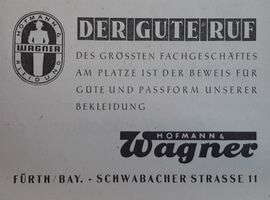 HOFMANN &
WAGNER
KLEIDUNG
DER GUTE RUF
DES GRÖSSTEN FACHGESCHÄFTES
AM PLATZE IST DER BEWEIS FÜR
GÜTE UND PASSFORM UNSERER
BEKLEIDUNG
HOFMANN &
Wagner
FÜRTH/BAY. - SCHWABACHER STRASSE 11